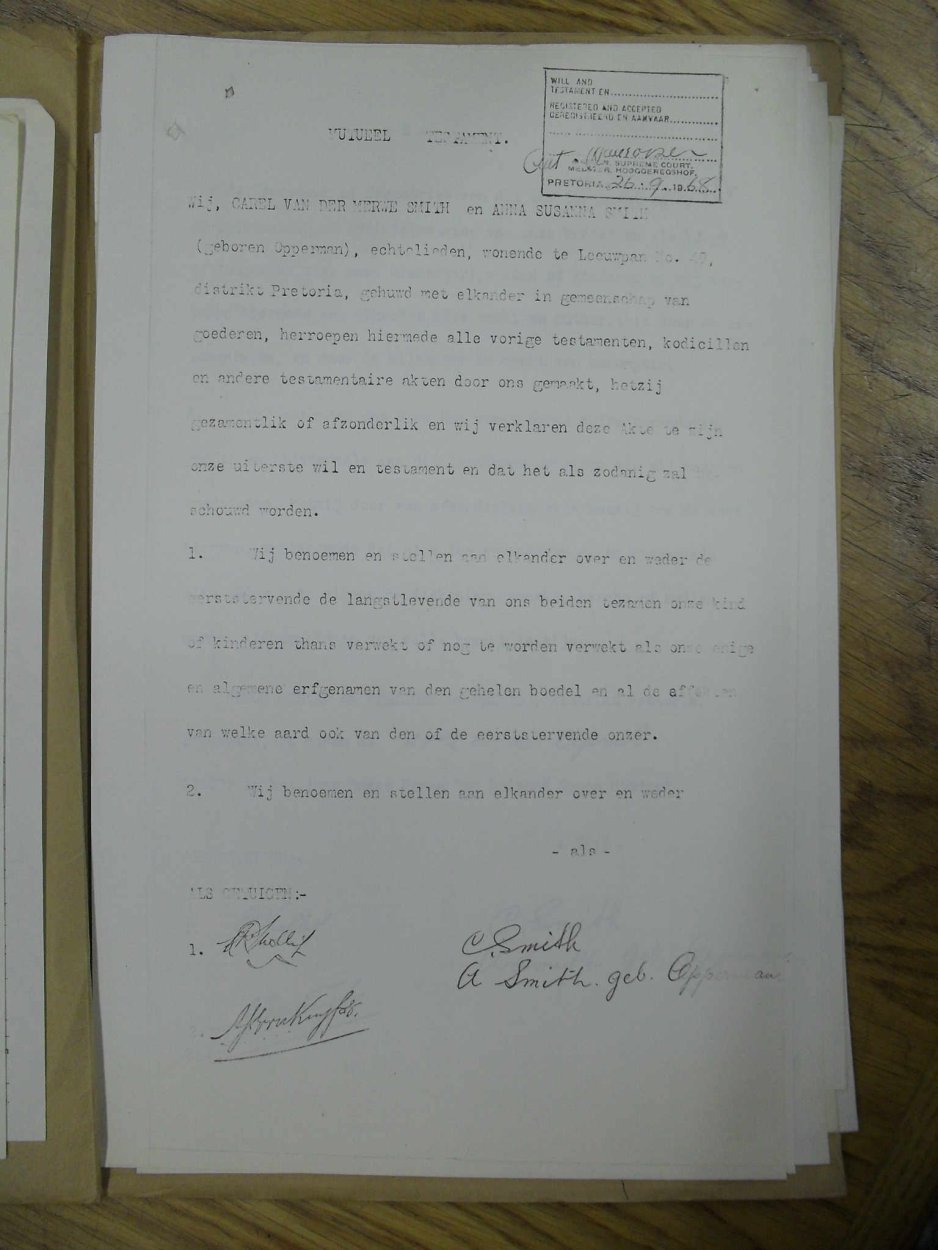 WILL AND
TESTAMENT EN
REGISTERED AND ACCEPTED
GEREGISTREERD EN AANVAAR
SUPREME COURT,
MEESTER, HOOGGEREGSHOF,
PRETORIA 26. 9. 1968
TESTAMENT.
Wij, CAREL VAN DER MERWE SMITH en ANNA SUSANNA SMITH
(geboren Opperman), echtelieden, wonende te Leeuwpan No.
distrikt Pretoria, gehuwd met elkander in gemeenschap van
goederen, herroepen hiermede alle vorige testamenten, kodicillen
en andere testamentaire akten door ons gemaakt, hetzij
gezamentlik of afzonderlik en wij verklaren deze Akte te zijn
onze uiterste wil en testament en dat het als zodanig zal
schouwd worden.
1. Wij benoemen en stellen aan elkander over en weder de
eerststervende de langstlevende van ons beiden tezamen onze kind
of kinderen thans verwekt of nog te worden verwekt als onze enige
en algemene erfgenamen van den gehelen boedel en al de effekten
van welke aard ook van den of de eerststervende onzer.
2. Wij benoemen en stellen aan elkander over en weder
- als -
ALS GETUIGEN:-
1.
C. Smith
A Smith. geb. Opperman